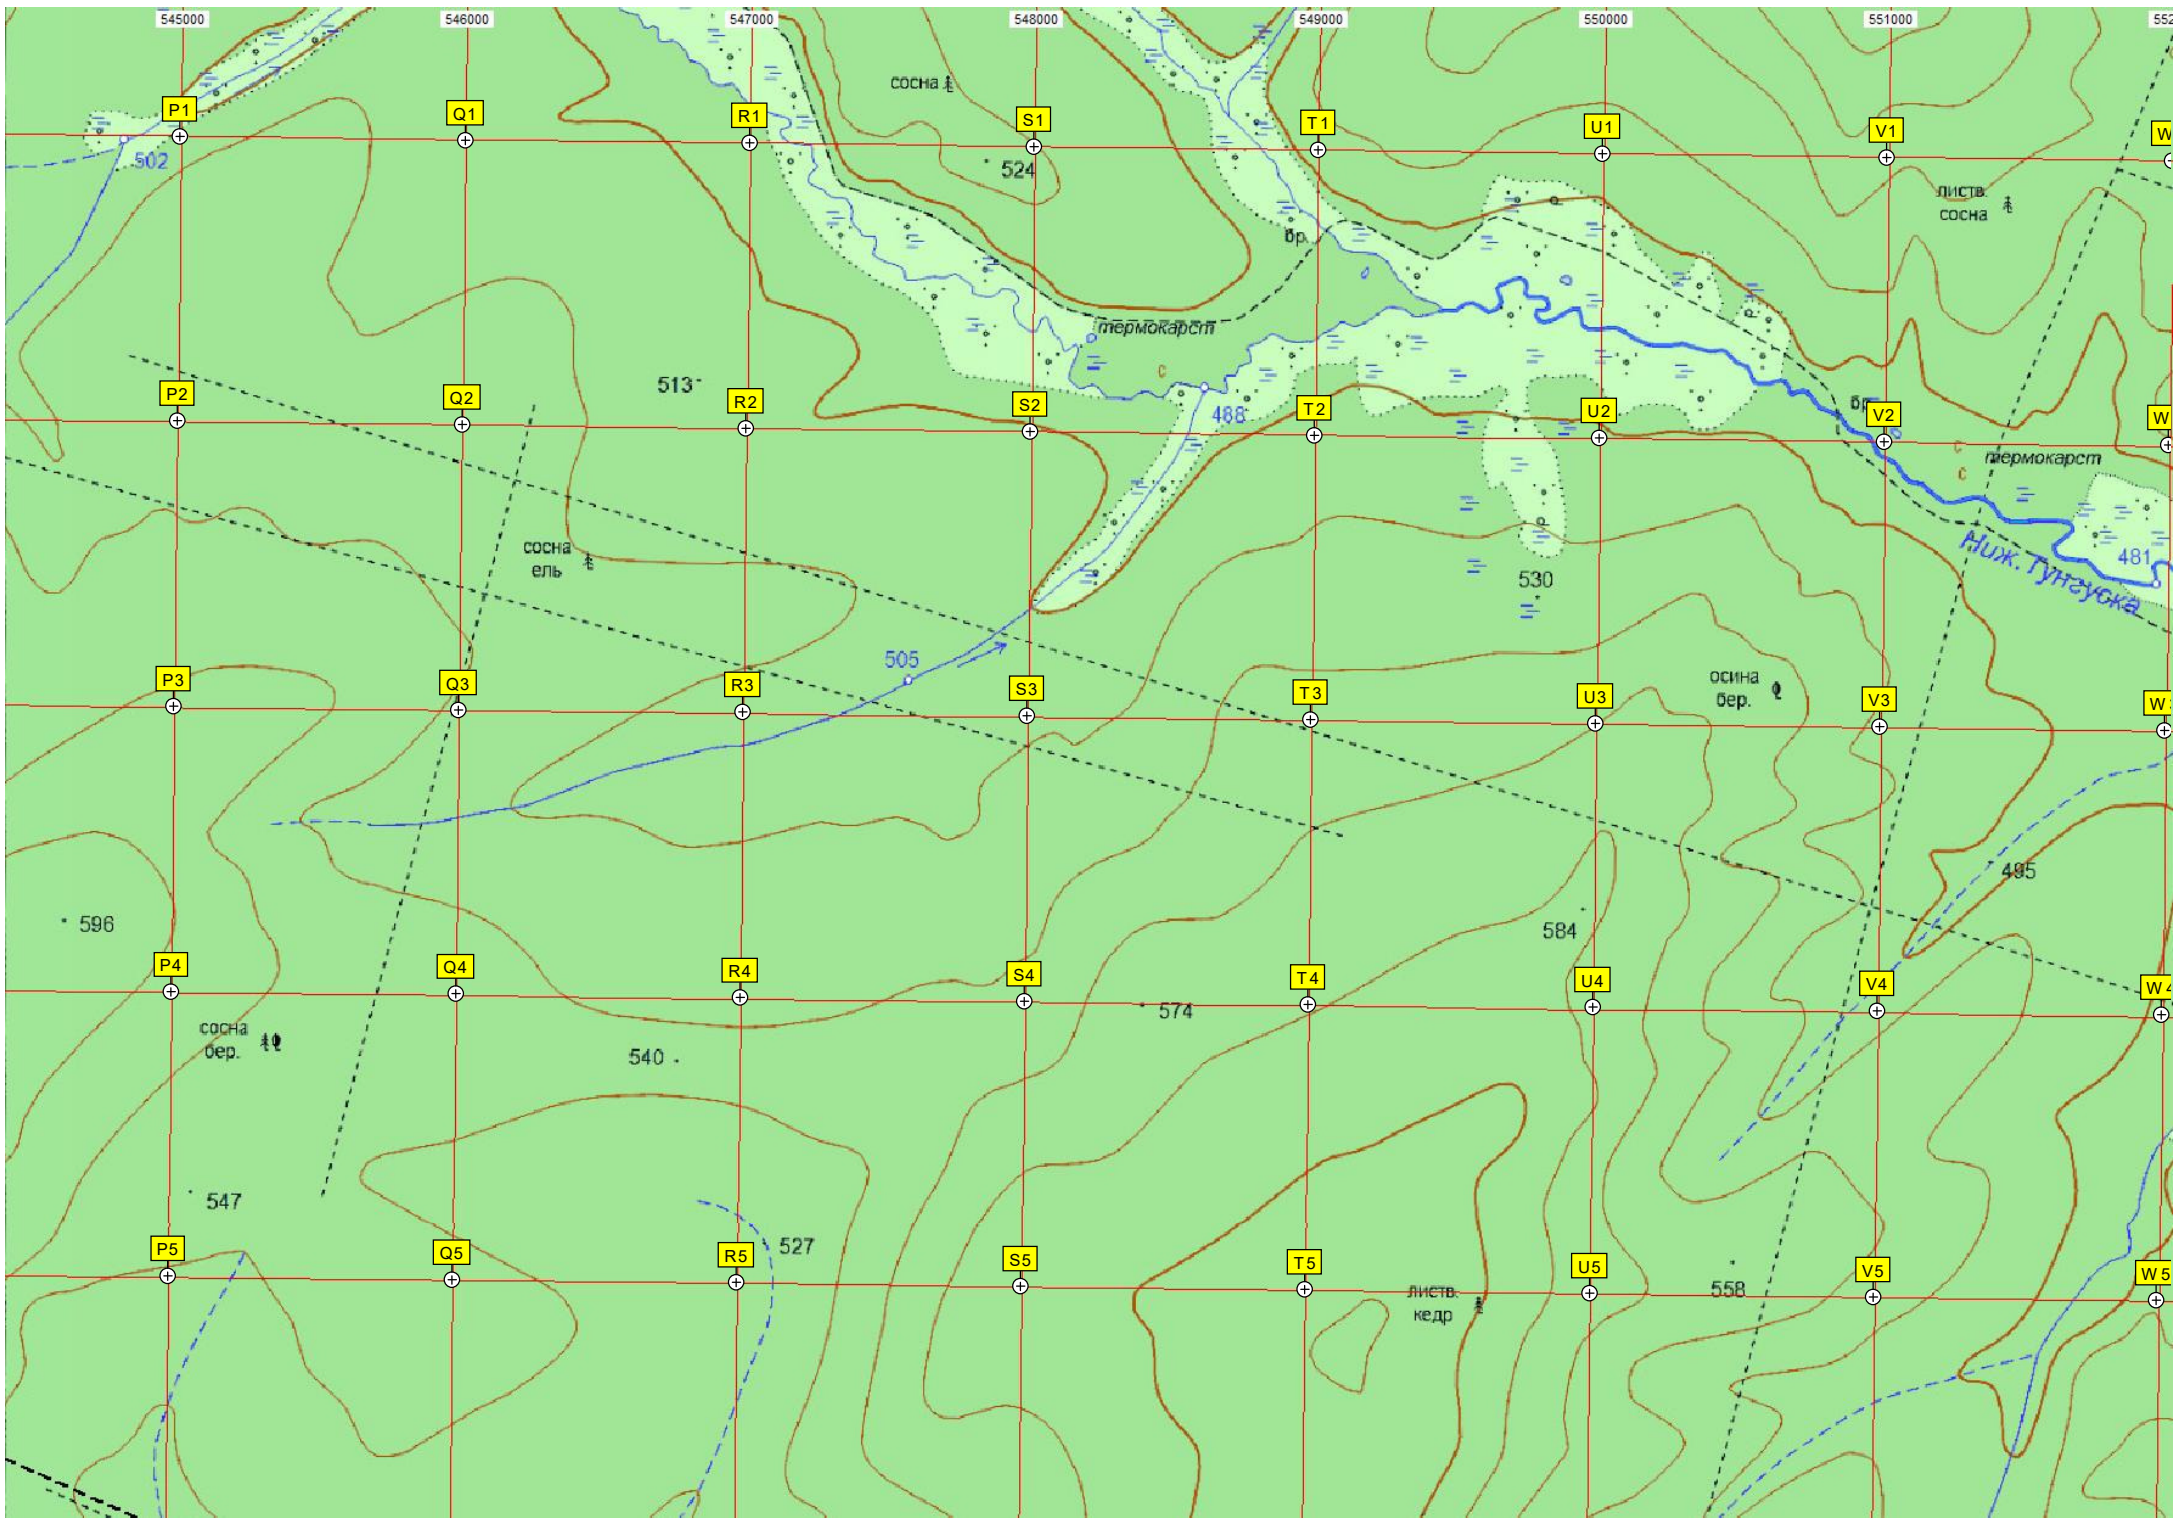 545000 546000 547000 548000 549000 550000 551000 552
сосна
P1 Q1 R1 S1 T1 U1 V1 W
502
524
листв.
сосна
бр.
термокарст
с
513
P2 Q2 R2 S2 T2 U2 V2 W
488
бр.
с
термокарст
с
сосна
ель
Ниж. Тунгуска
481
530
505
осина
бер.
P3 Q3 R3 S3 T3 U3 V3 W
495
596
584
P4 Q4 R4 S4 T4 U4 V4 W4
574
сосна
бер.
540
547
527
P5 Q5 R5 S5 T5 U5 V5 W5
листв.
кедр
558